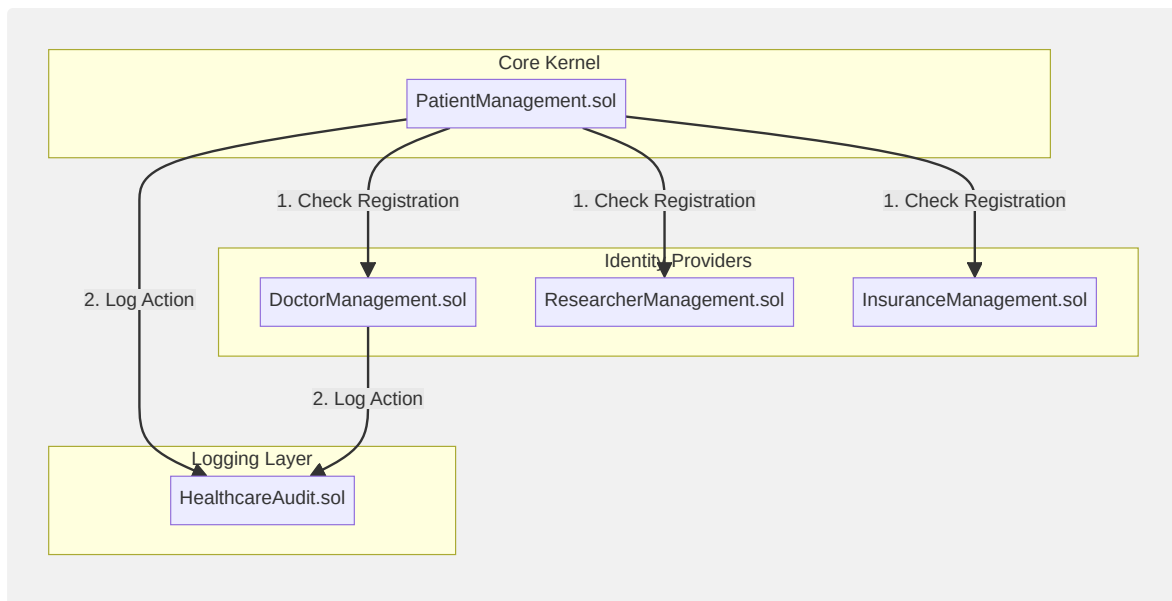 Core Kernel
PatientManagement.sol
1. Check Registration
1. Check Registration
1. Check Registration
Identity Providers
2. Log Action
DoctorManagement.sol
ResearcherManagement.sol
InsuranceManagement.sol
2. Log Action
Logging Layer
HealthcareAudit.sol